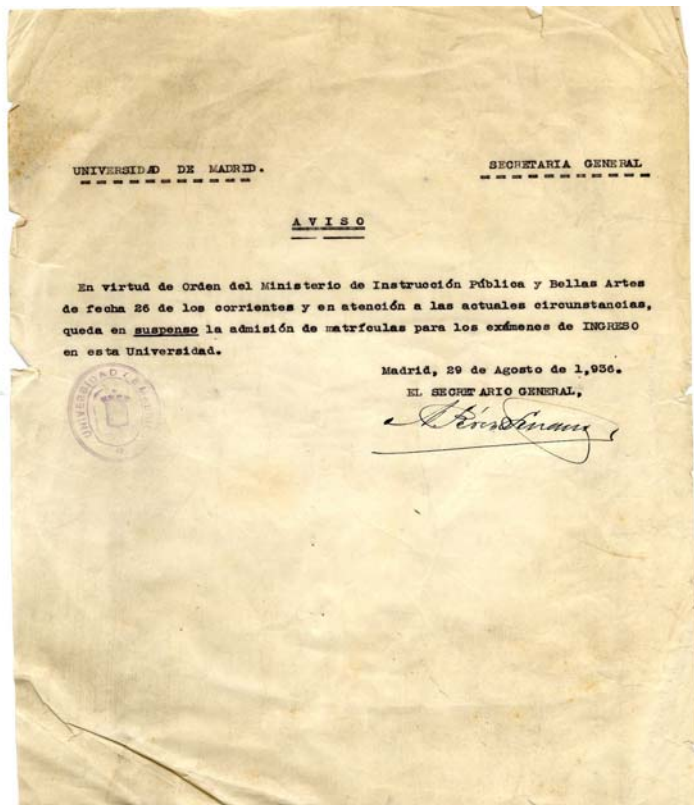 UNIVERSIDAD DE MADRID.
SECRETARIA GENERAL
AVISO
En virtud de Orden del Ministerio de Instrucción Pública y Bellas Artes
de fecha 26 de los corrientes y en atención a las actuales circunstancias,
queda en suspenso la admisión de matrículas para los exámenes de INGRESO
en esta Universidad.
Madrid, 29 de Agosto de 1,936.
EL SECRETARIO GENERAL,
UNIVERSIDAD